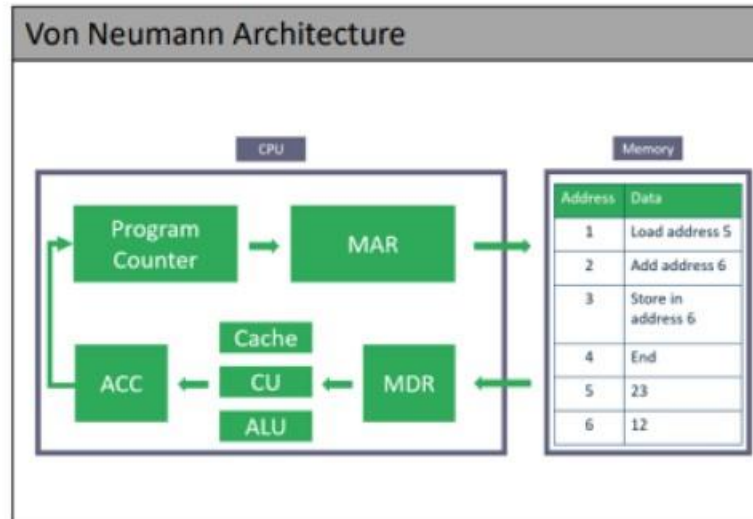 Von Neumann Architecture
CPU
Memory
Program
Counter
MAR
Cache
CU
ALU
ACC
MDR
Address Data
1 Load address 5
2 Add address 6
3 Store in
address 6
4 End
5 23
6 12